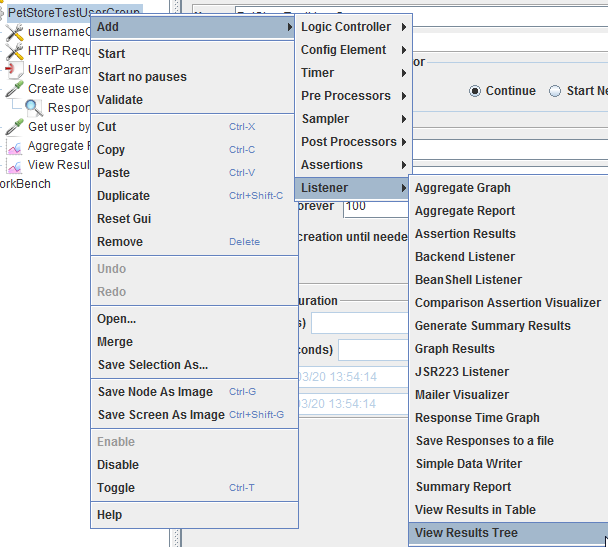 PetStoreTestUserGroup
HTTP Requ
UserParam
Create use
Respon
Get user by
Aggregate R
View Resul
orkBench
Add
Start
Start no pauses
Validate
Cut Ctrl-X
Copy Ctrl-C
Paste Ctrl-V
Duplicate Ctrl+Shift-C
Reset Gui
Remove Delete
Undo
Redo
Open...
Merge
Save Selection As...
Save Node As Image Ctrl-G
Save Screen As Image Ctrl+Shift-G
Enable
Disable
Toggle Ctrl-T
Help
Logic Controller
Config Element
Timer
Pre Processors
Sampler
Post Processors
Assertions
Listener
or
Continue
Start Ne
orever 100
creation until neede
uration
s)
conds)
03/20 13:54:14
03/20 13:54:14
Aggregate Graph
Aggregate Report
Assertion Results
Backend Listener
BeanShell Listener
Comparison Assertion Visualizer
Generate Summary Results
Graph Results
JSR223 Listener
Mailer Visualizer
Response Time Graph
Save Responses to a file
Simple Data Writer
Summary Report
View Results in Table
View Results Tree